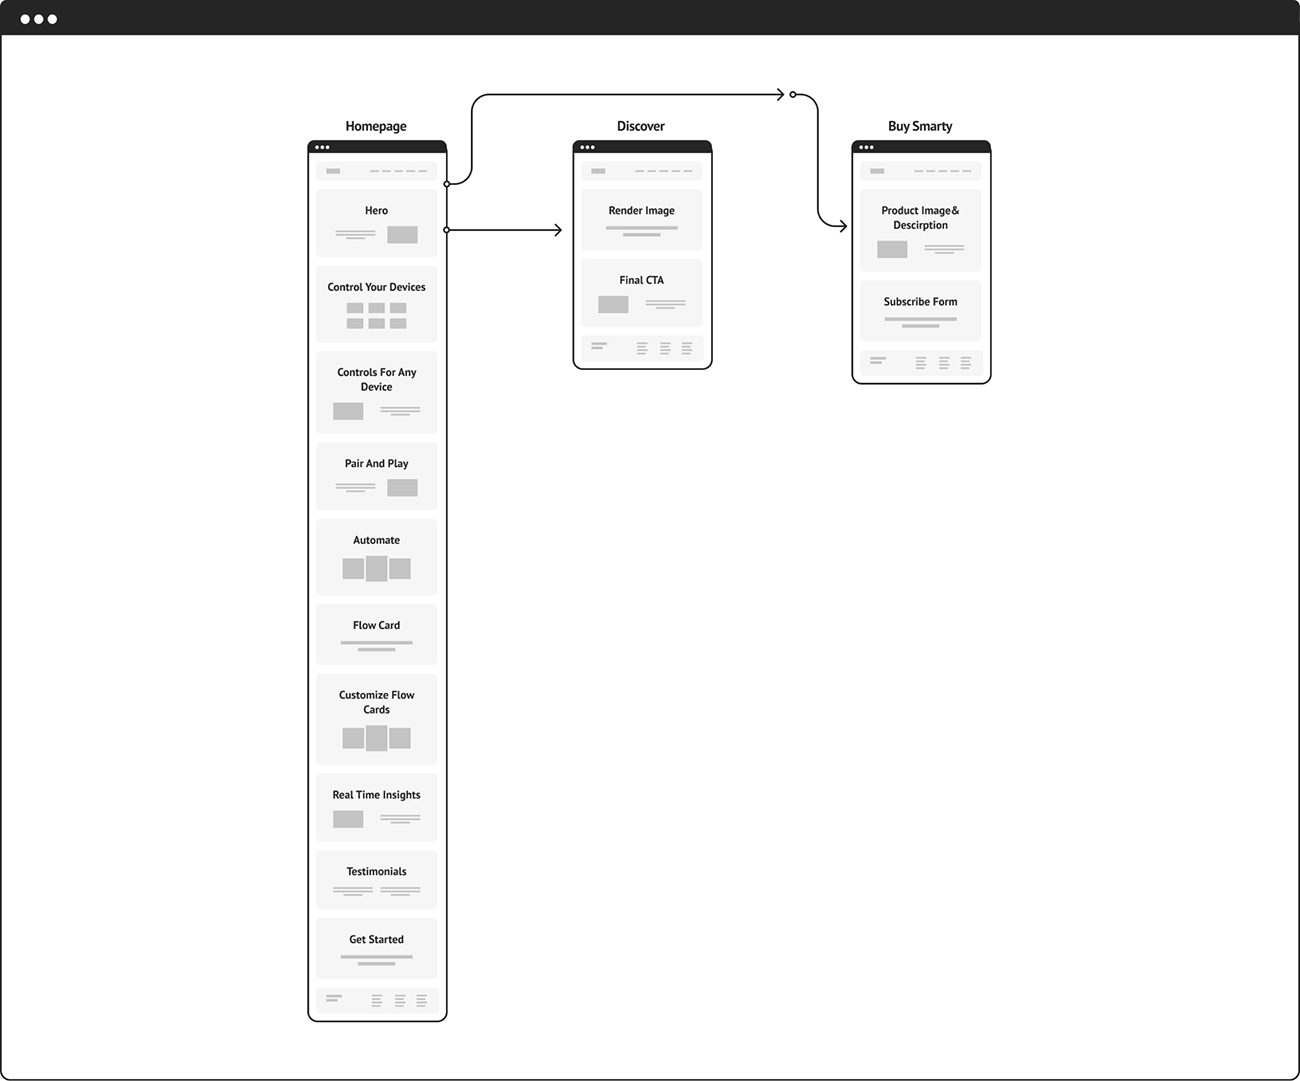 Homepage
Hero
Control Your Devices
Controls For Any
Device
Pair And Play
Automate
Flow Card
Customize Flow
Cards
Real Time Insights
Testimonials
Get Started
Discover
Render Image
Final CTA
Buy Smarty
Product Image&
Descirption
Subscribe Form